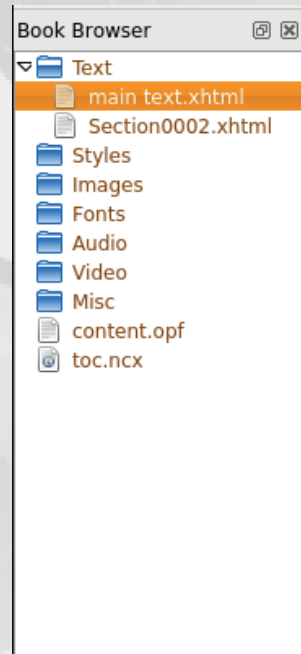 Book Browser
Text
main text.xhtml
Section0002.xhtml
Styles
Images
Fonts
Audio
Video
Misc
content.opf
toc.ncx